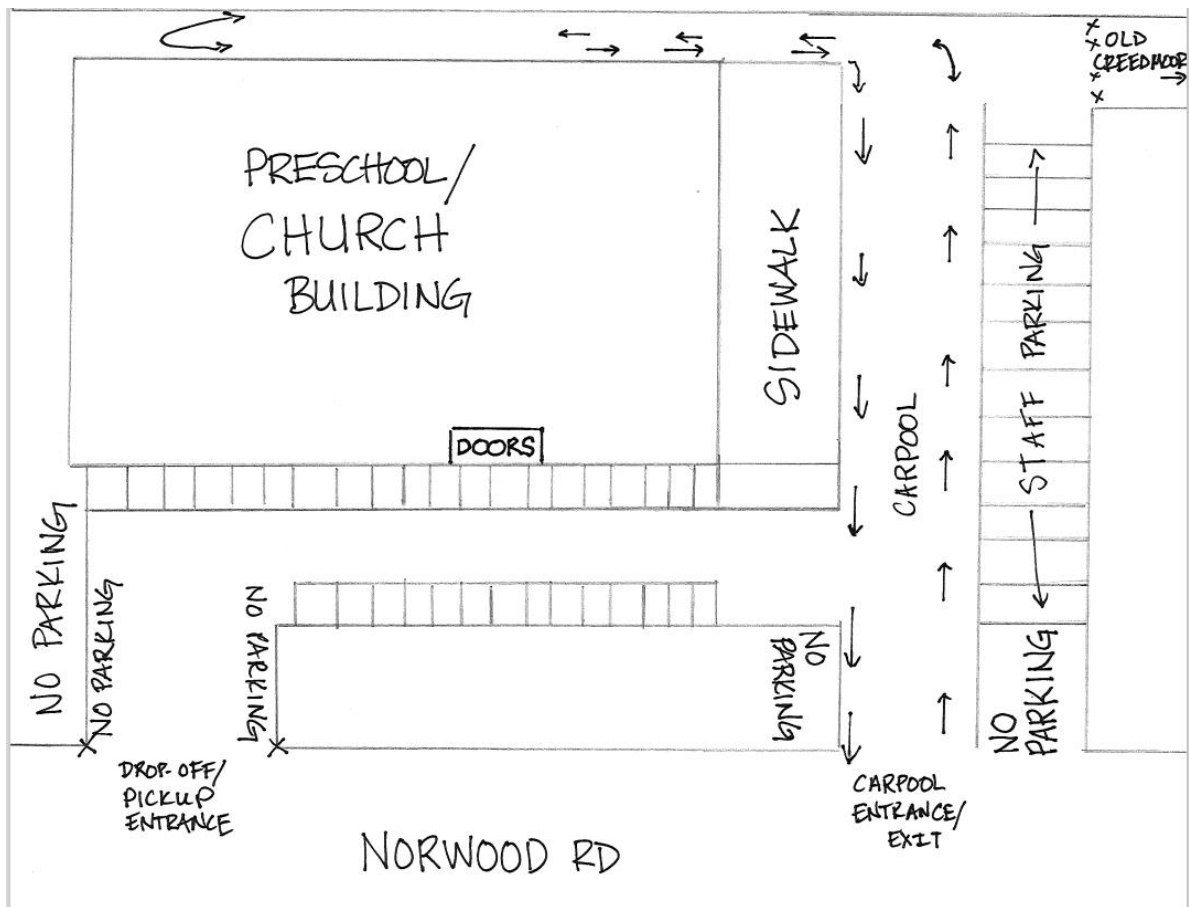 OLD
CREEDMOOR
PRESCHOOL/
CHURCH
BUILDING
SIDEWALK
DOORS
CARPOOL
STAFF PARKING
NO PARKING
NO PARKING
NO PARKING
NO
PARKING
NO
PARKING
DROP-OFF/
PICKUP
ENTRANCE
CARPOOL
ENTRANCE/
EXIT
NORWOOD RD